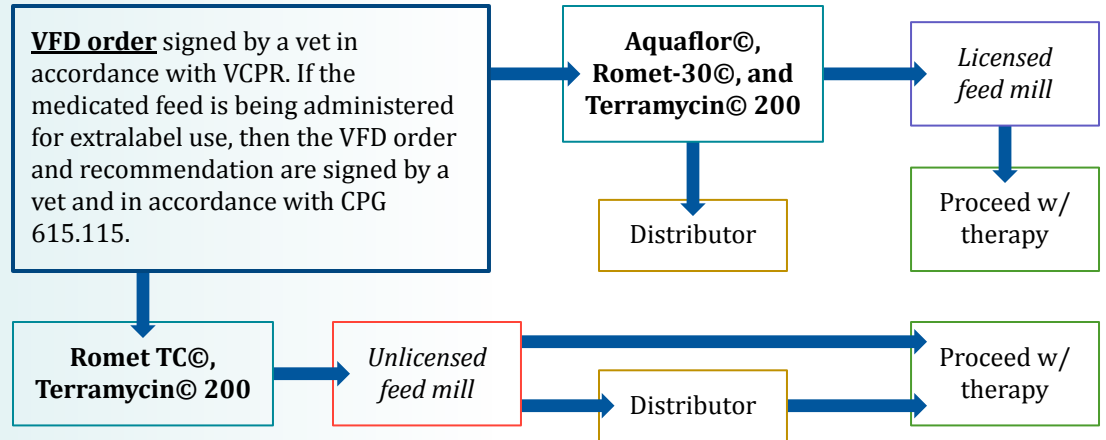 VFD order signed by a vet in
accordance with VCPR. If the
medicated feed is being administered
for extralabel use, then the VFD order
and recommendation are signed by a
vet and in accordance with CPG
615.115.
Aquaflor©,
Romet-30©, and
Terramycin© 200
Licensed
feed mill
Distributor
Proceed w/
therapy
Romet TC©,
Terramycin© 200
Unlicensed
feed mill
Distributor
Proceed w/
therapy